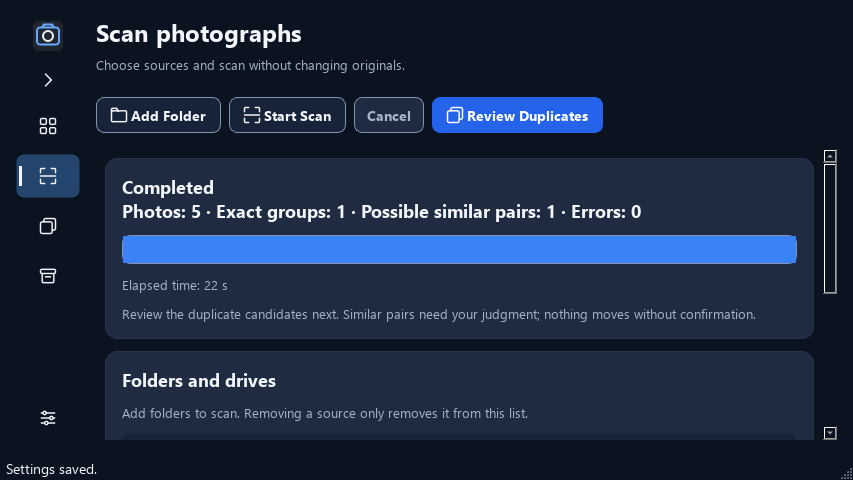 Scan photographs
Choose sources and scan without changing originals.
Add Folder
Start Scan
Cancel
Review Duplicates
Completed
Photos: 5 · Exact groups: 1 · Possible similar pairs: 1 · Errors: 0
Elapsed time: 22 s
Review the duplicate candidates next. Similar pairs need your judgment; nothing moves without confirmation.
Folders and drives
Add folders to scan. Removing a source only removes it from this list.
Settings saved.